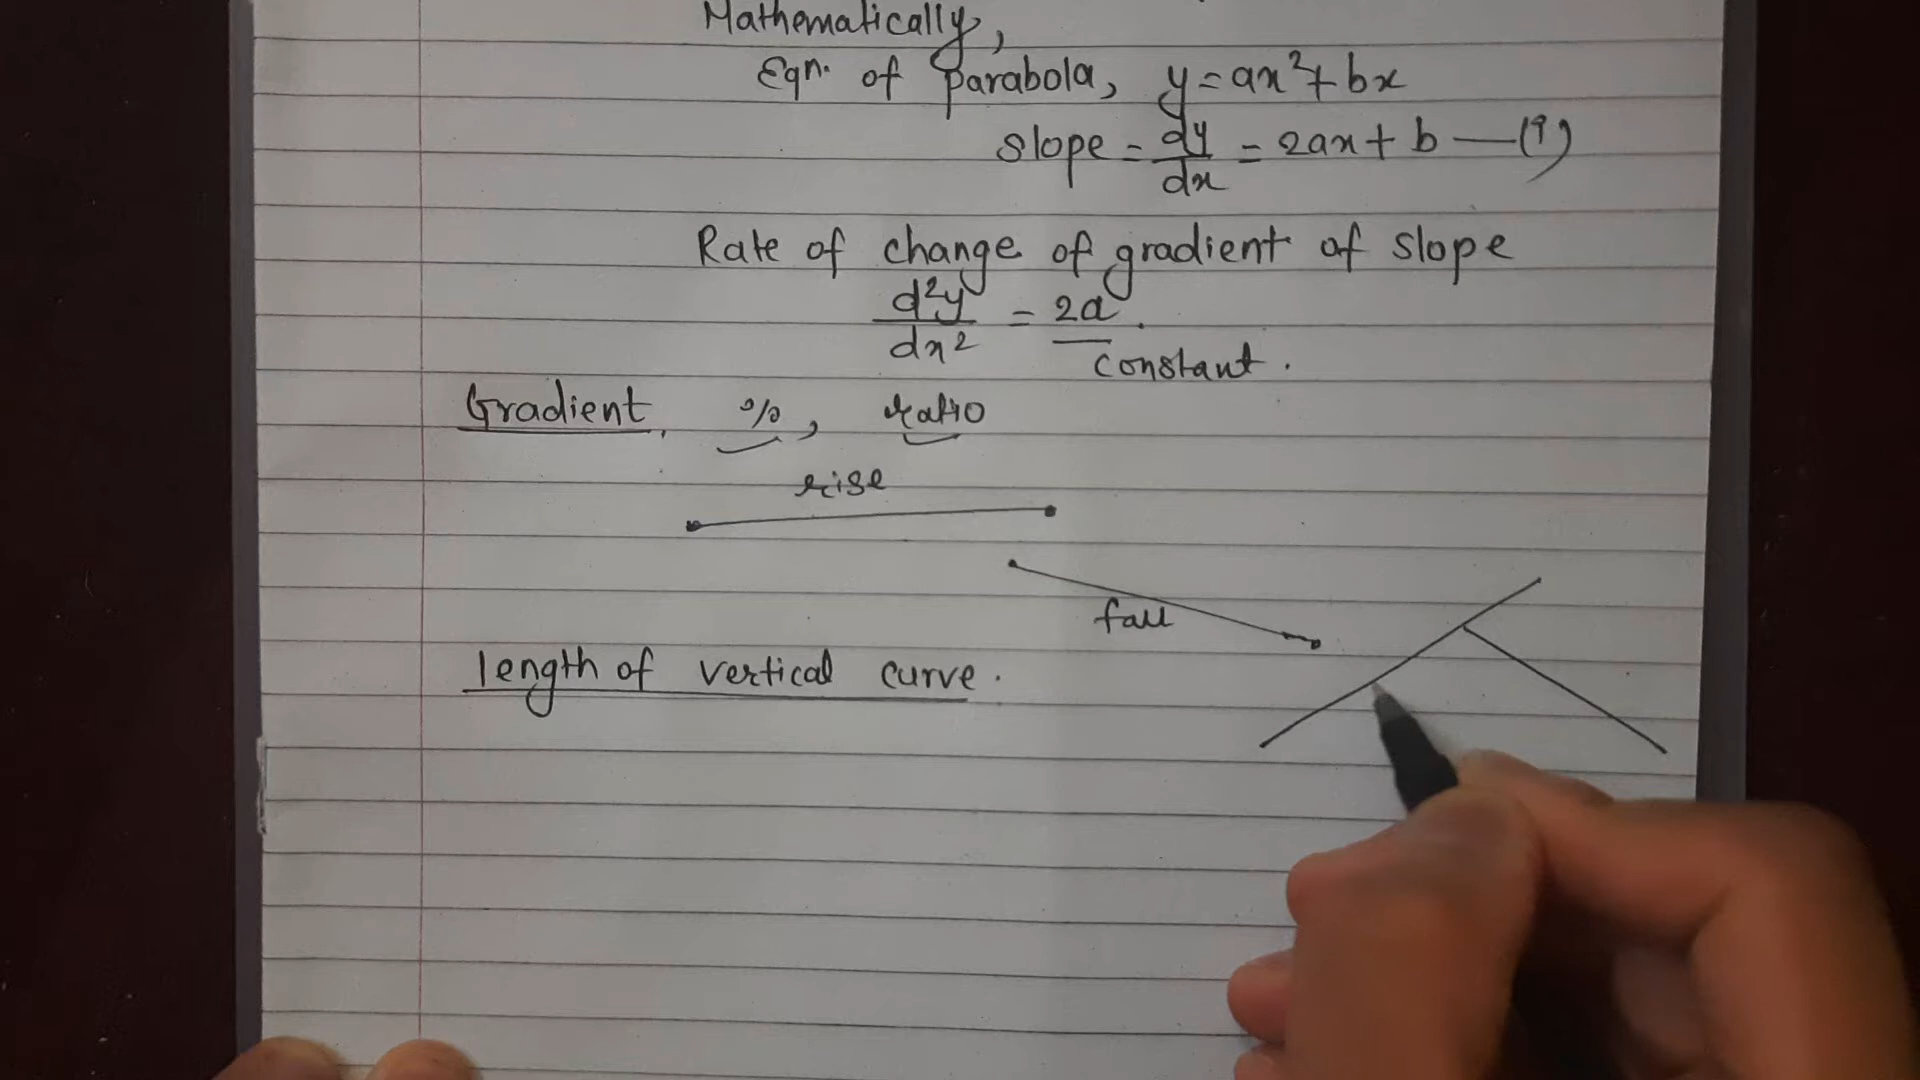 Mathematically,
Eqn. of parabola, y = ax² + bx
slope = dy/dx = 2ax + b — (i)
Rate of change of gradient of slope
d²y/dx² = 2a.
constant.
Gradient, %, ratio
rise
fall
length of vertical curve.